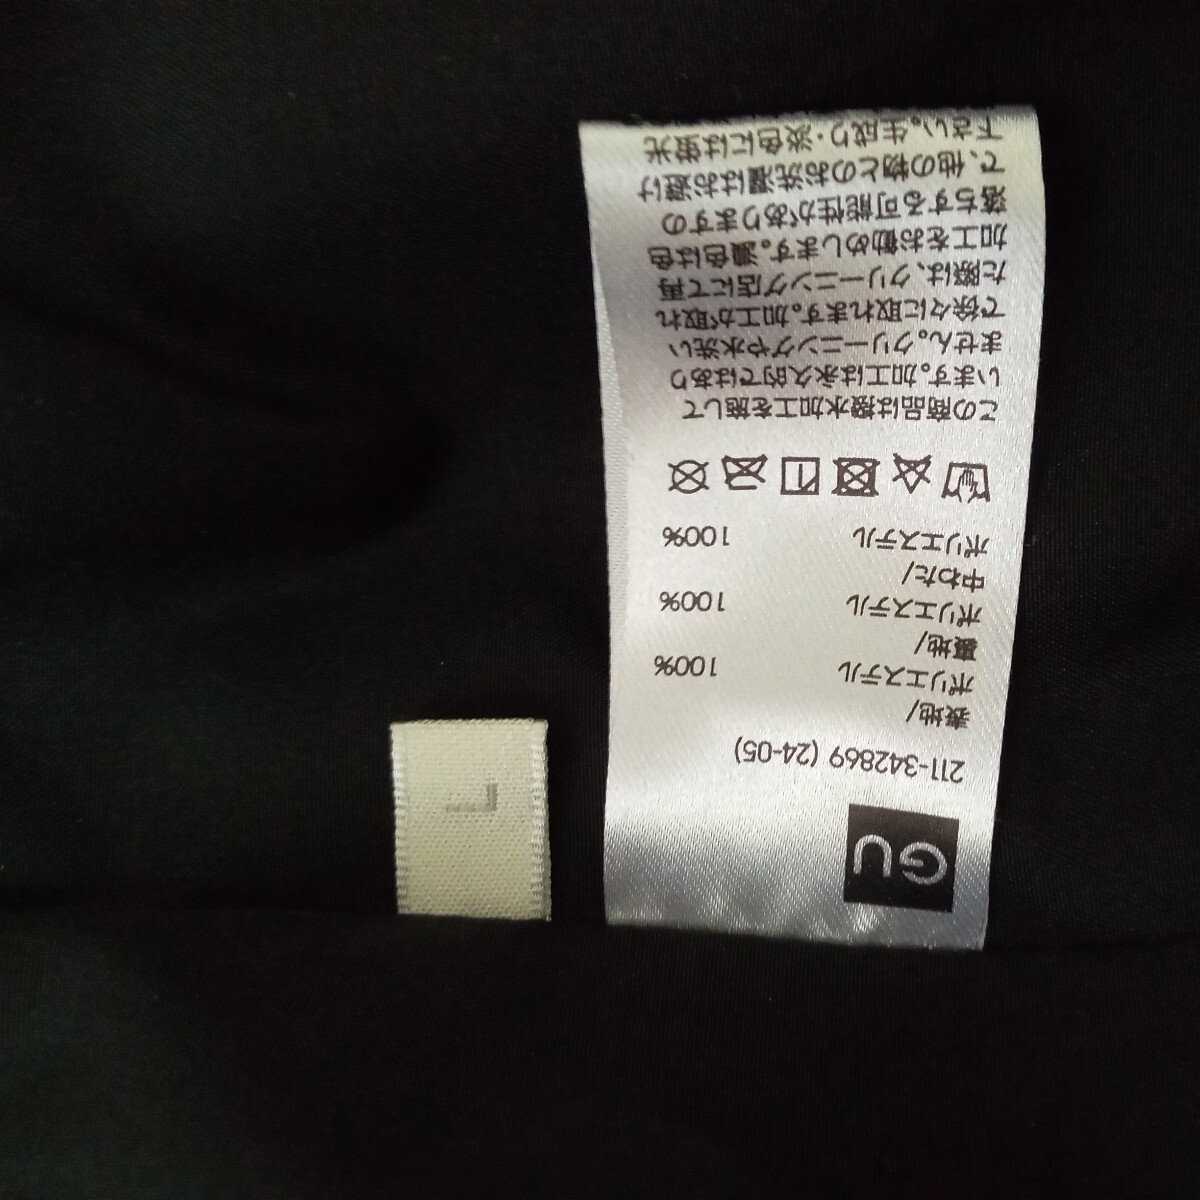 GU
211-342869 (24-05)
表地/
ポリエステル 100%
裏地/
ポリエステル 100%
中わた/
ポリエステル 100%
この商品は撥水加工を施して
います。加工は永久的ではあり
ません。クリーニングや水洗い
で徐々に取れます。加工が取れ
た際は、クリーニング店にて再
加工をお勧めします。濃色は色
落ちする可能性がありますの
で、他の物とのお洗濯はお避け
下さい。生成り・淡色には蛍光
L